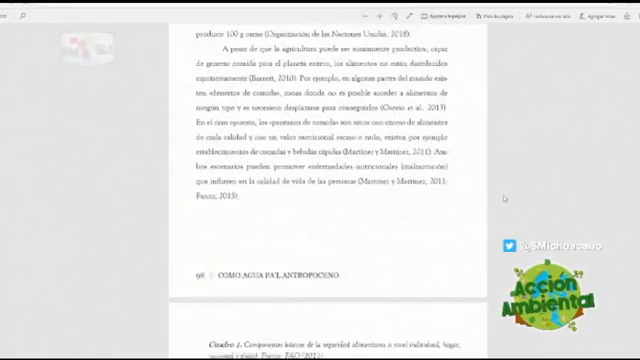 producir 100 g carne (Organización de las Naciones Unidas, 2018).
A pesar de que la agricultura puede ser sumamente productiva, capaz
de generar comida para el planeta entero, los alimentos no están distribuidos
equitativamente (Barrett, 2010). Por ejemplo, en algunas partes del mundo exis-
ten «desiertos de comida», zonas donde no es posible acceder a alimentos de
ningún tipo y es necesario desplazarse para conseguirlos (Osorio et al., 2013).
En el caso opuesto, los «pantanos de comida» son sitios con exceso de alimentos
de mala calidad y con un valor nutricional escaso o nulo, existen por ejemplo
establecimientos de comidas y bebidas rápidas (Martínez y Martínez, 2011). Am-
bos escenarios pueden promover enfermedades nutricionales (malnutrición)
que influyen en la calidad de vida de las personas (Martínez y Martínez, 2011;
Fanzo, 2015).
@SMichoacano
Acción
Ambiental
98 | COMO AGUA PA'L ANTROPOCENO
Cuadro 1. Componentes básicos de la seguridad alimentaria a nivel individual, hogar,
Fuente: FAO (2011).